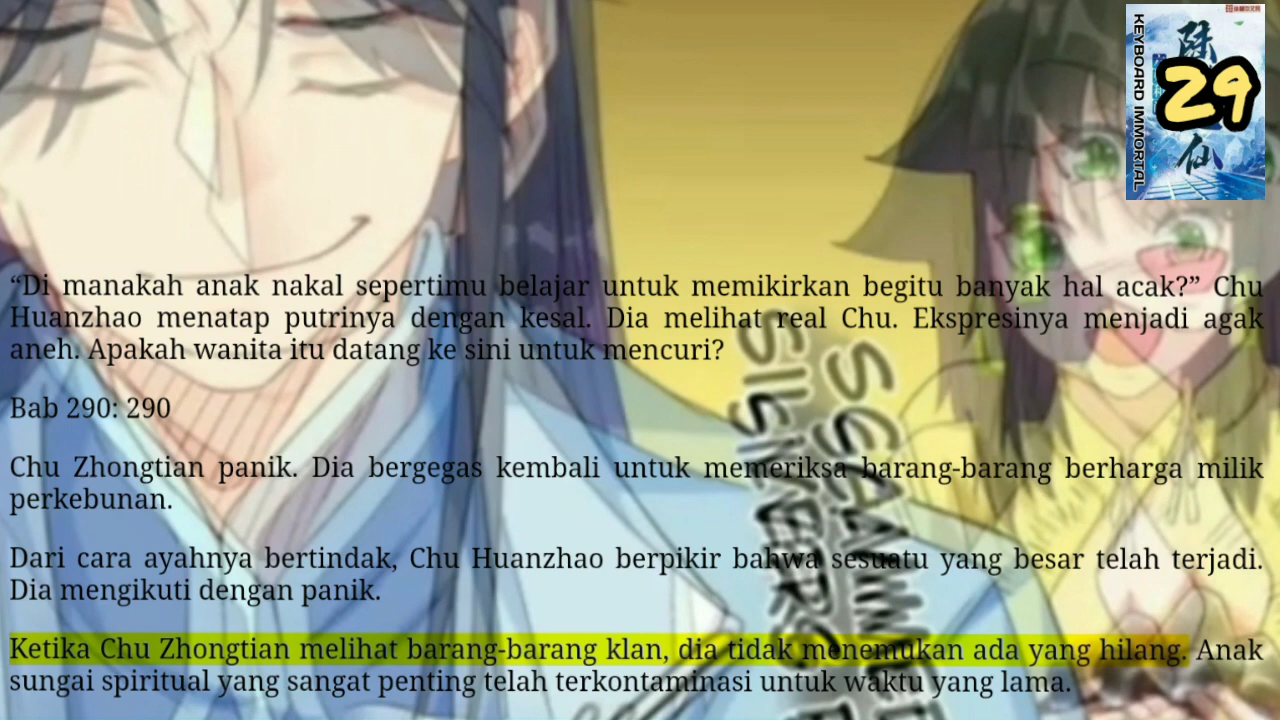 KEYBOARD IMMORTAL
陆
仙
29
“Di manakah anak nakal sepertimu belajar untuk memikirkan begitu banyak hal acak?” Chu
Huanzhao menatap putrinya dengan kesal. Dia melihat real Chu. Ekspresinya menjadi agak
aneh. Apakah wanita itu datang ke sini untuk mencuri?
Bab 290: 290
Chu Zhongtian panik. Dia bergegas kembali untuk memeriksa barang-barang berharga milik
perkebunan.
Dari cara ayahnya bertindak, Chu Huanzhao berpikir bahwa sesuatu yang besar telah terjadi.
Dia mengikuti dengan panik.
Ketika Chu Zhongtian melihat barang-barang klan, dia tidak menemukan ada yang hilang. Anak
sungai spiritual yang sangat penting telah terkontaminasi untuk waktu yang lama.